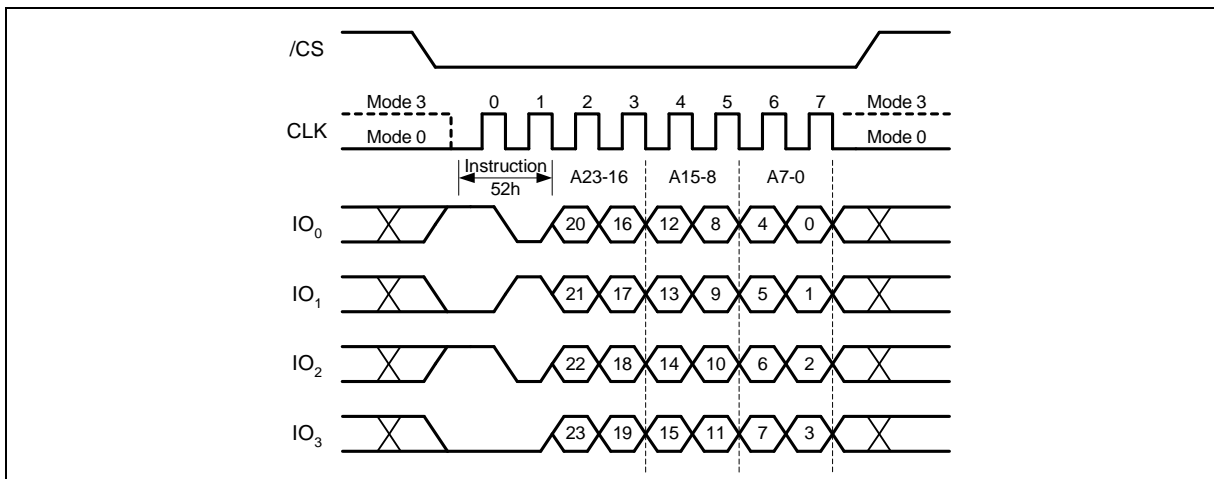 /CS
Mode 3 0 1 2 3 4 5 6 7 Mode 3
CLK
Mode 0 Mode 0
Instruction
52h A23-16 A15-8 A7-0
IO0 20 16 12 8 4 0
IO1 21 17 13 9 5 1
IO2 22 18 14 10 6 2
IO3 23 19 15 11 7 3